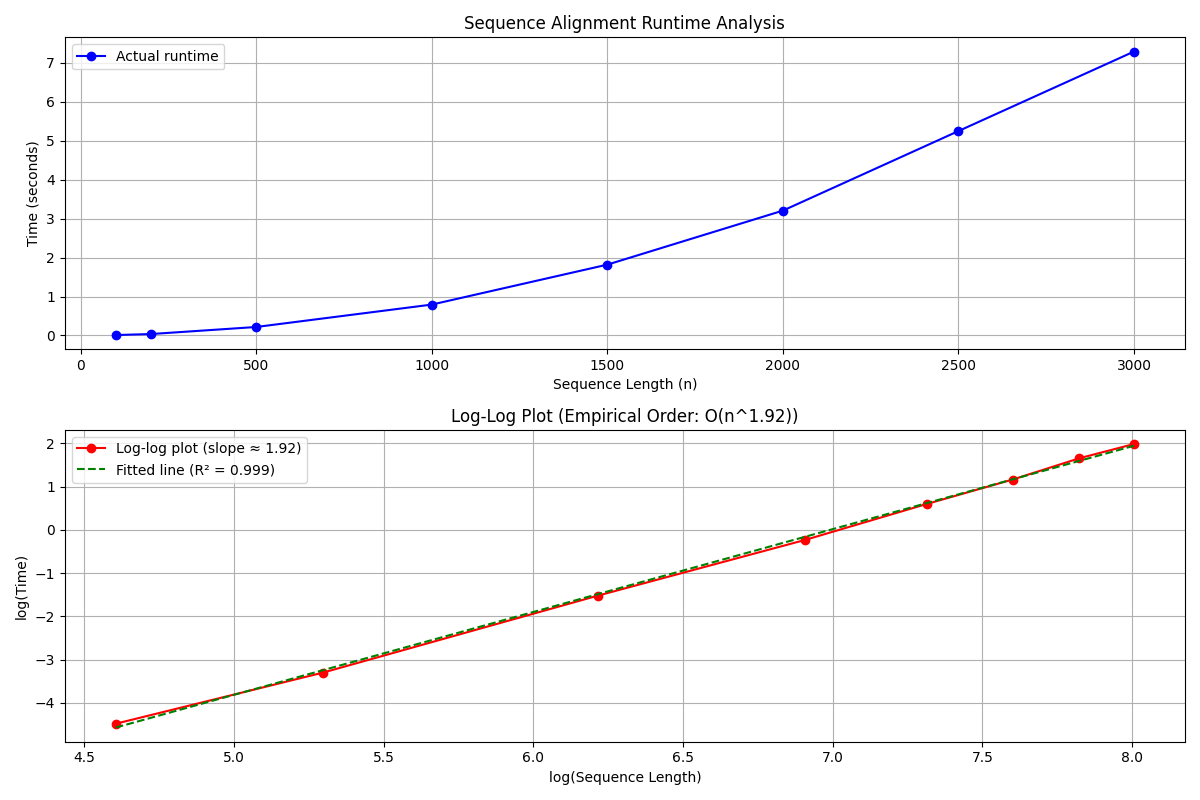 Sequence Alignment Runtime Analysis
Actual runtime
7
6
5
4
3
2
1
0
Time (seconds)
0 500 1000 1500 2000 2500 3000
Sequence Length (n)
Log-Log Plot (Empirical Order: O(n^1.92))
Log-log plot (slope ≈ 1.92)
Fitted line (R² = 0.999)
2
1
0
−1
−2
−3
−4
log(Time)
4.5 5.0 5.5 6.0 6.5 7.0 7.5 8.0
log(Sequence Length)